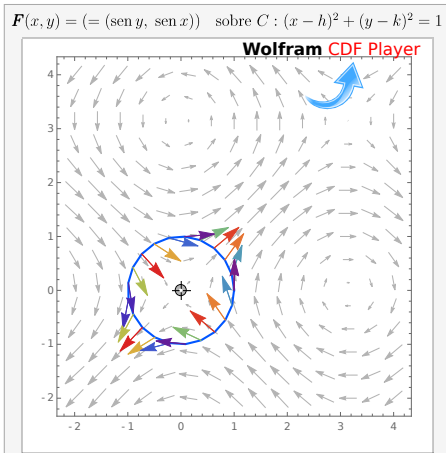 F(x, y) = (= (sen y, sen x)) sobre C : (x − h)² + (y − k)² = 1
Wolfram CDF Player
4
3
2
1
0
-1
-2
-2 -1 0 1 2 3 4